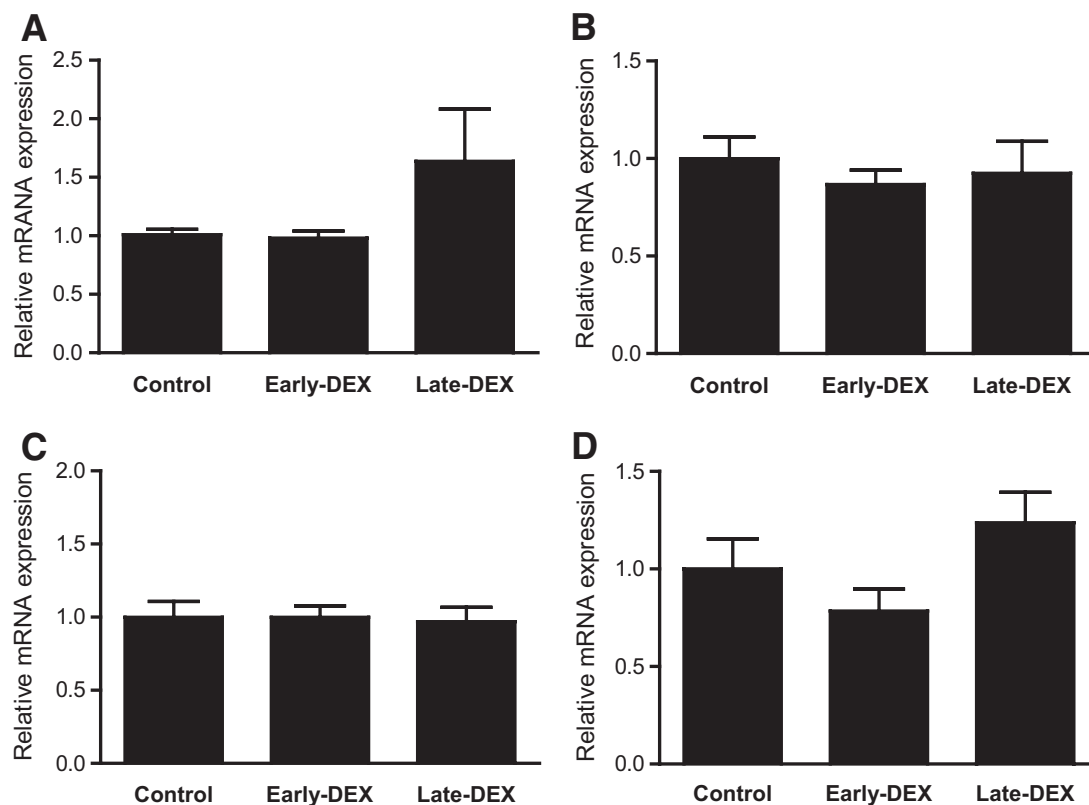 A
Relative mRANA expression
2.5
2.0
1.5
1.0
0.5
0.0
Control Early-DEX Late-DEX
B
Relative mRNA expression
1.5
1.0
0.5
0.0
Control Early-DEX Late-DEX
C
Relative mRNA expression
2.0
1.5
1.0
0.5
0.0
Control Early-DEX Late-DEX
D
Relative mRNA expression
1.5
1.0
0.5
0.0
Control Early-DEX Late-DEX